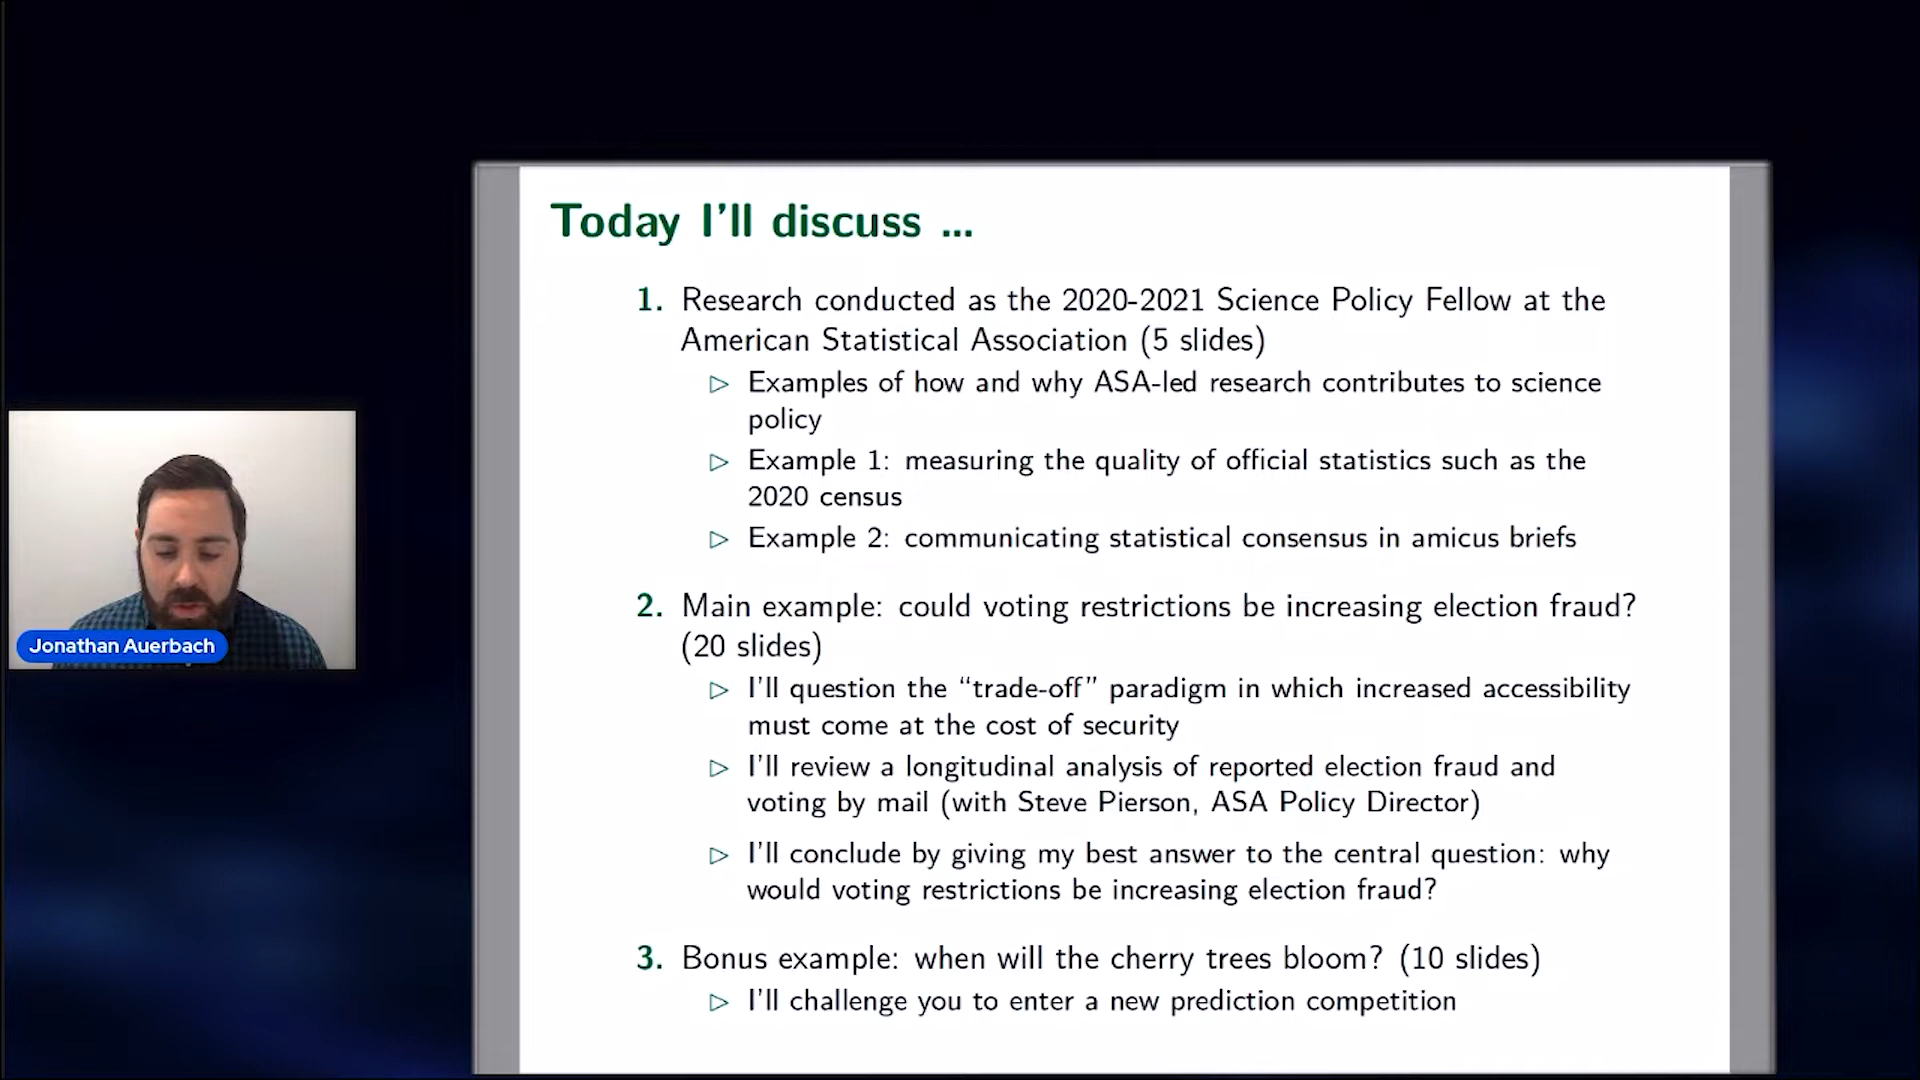 Today I'll discuss ...
1. Research conducted as the 2020-2021 Science Policy Fellow at the
American Statistical Association (5 slides)
▷ Examples of how and why ASA-led research contributes to science
policy
▷ Example 1: measuring the quality of official statistics such as the
2020 census
▷ Example 2: communicating statistical consensus in amicus briefs
2. Main example: could voting restrictions be increasing election fraud?
(20 slides)
▷ I'll question the “trade-off” paradigm in which increased accessibility
must come at the cost of security
▷ I'll review a longitudinal analysis of reported election fraud and
voting by mail (with Steve Pierson, ASA Policy Director)
▷ I'll conclude by giving my best answer to the central question: why
would voting restrictions be increasing election fraud?
3. Bonus example: when will the cherry trees bloom? (10 slides)
▷ I'll challenge you to enter a new prediction competition
Jonathan Auerbach